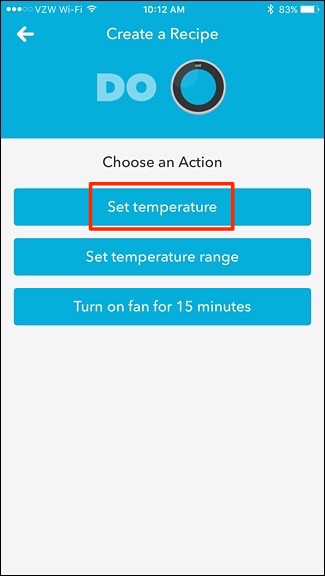 VZW Wi-Fi 10:12 AM 83%
Create a Recipe
DO
nest
Choose an Action
Set temperature
Set temperature range
Turn on fan for 15 minutes